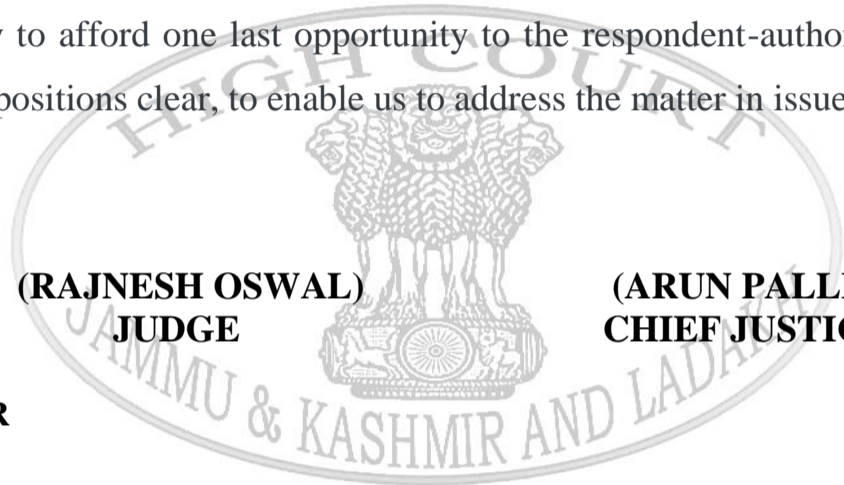 to afford one last opportunity to the respondent-author
positions clear, to enable us to address the matter in issue
HIGH COURT
(RAJNESH OSWAL) (ARUN PALLI
JUDGE CHIEF JUSTIC
R
JAMMU & KASHMIR AND LADAKH